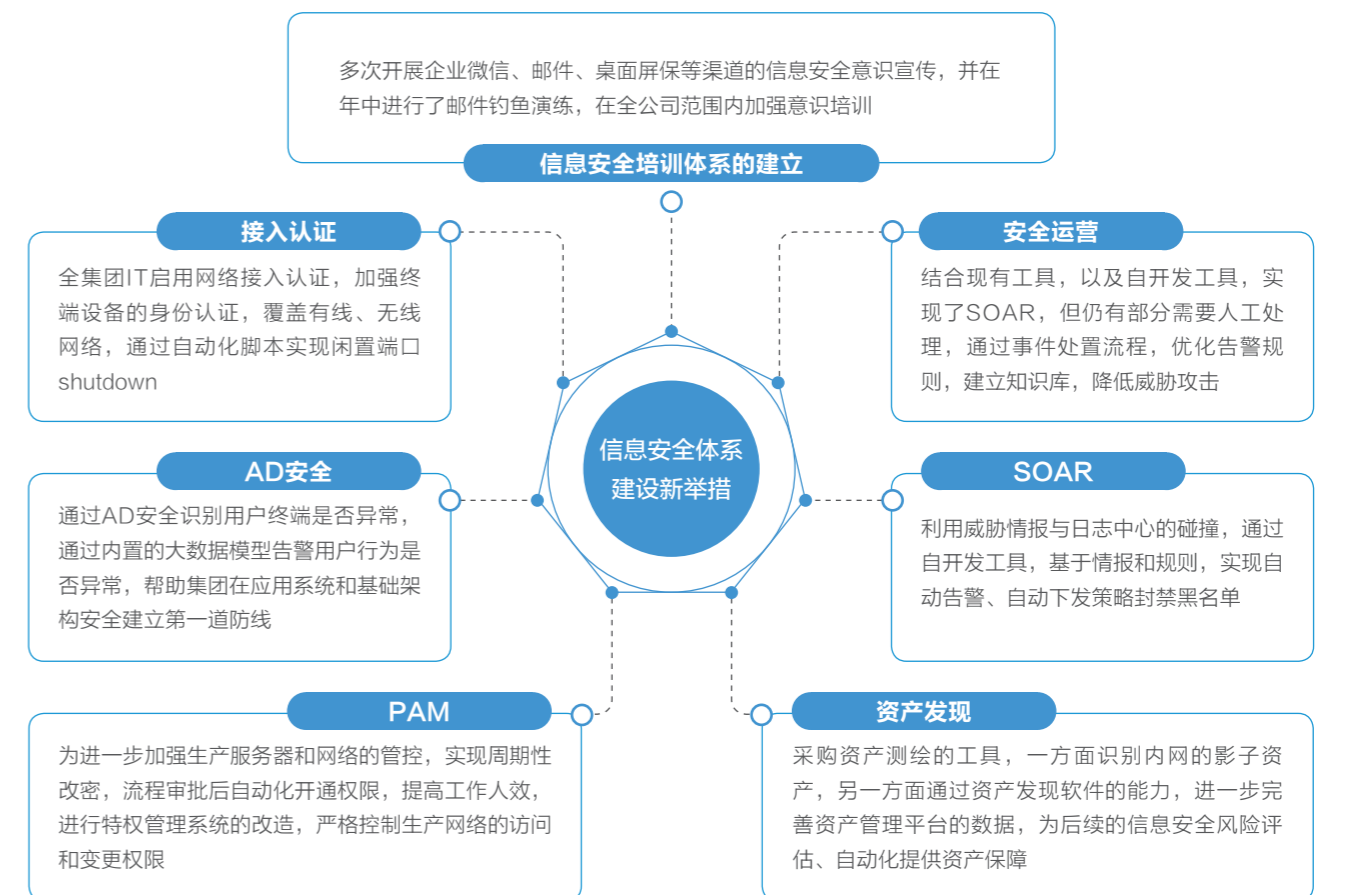 多次开展企业微信、邮件、桌面屏保等渠道的信息安全意识宣传，并在
年中进行了邮件钓鱼演练，在全公司范围内加强意识培训
信息安全培训体系的建立
接入认证
全集团IT启用网络接入认证，加强终
端设备的身份认证，覆盖有线、无线
网络，通过自动化脚本实现闲置端口
shutdown
安全运营
结合现有工具，以及自开发工具，实
现了SOAR，但仍有部分需要人工处
理，通过事件处置流程，优化告警规
则，建立知识库，降低威胁攻击
信息安全体系
建设新举措
AD安全
通过AD安全识别用户终端是否异常，
通过内置的大数据模型告警用户行为是
否异常，帮助集团在应用系统和基础架
构安全建立第一道防线
SOAR
利用威胁情报与日志中心的碰撞，通过
自开发工具，基于情报和规则，实现自
动告警、自动下发策略封禁黑名单
PAM
为进一步加强生产服务器和网络的管控，实现周期性
改密，流程审批后自动化开通权限，提高工作人效，
进行特权管理系统的改造，严格控制生产网络的访问
和变更权限
资产发现
采购资产测绘的工具，一方面识别内网的影子资
产，另一方面通过资产发现软件的能力，进一步完
善资产管理平台的数据，为后续的信息安全风险评
估、自动化提供资产保障